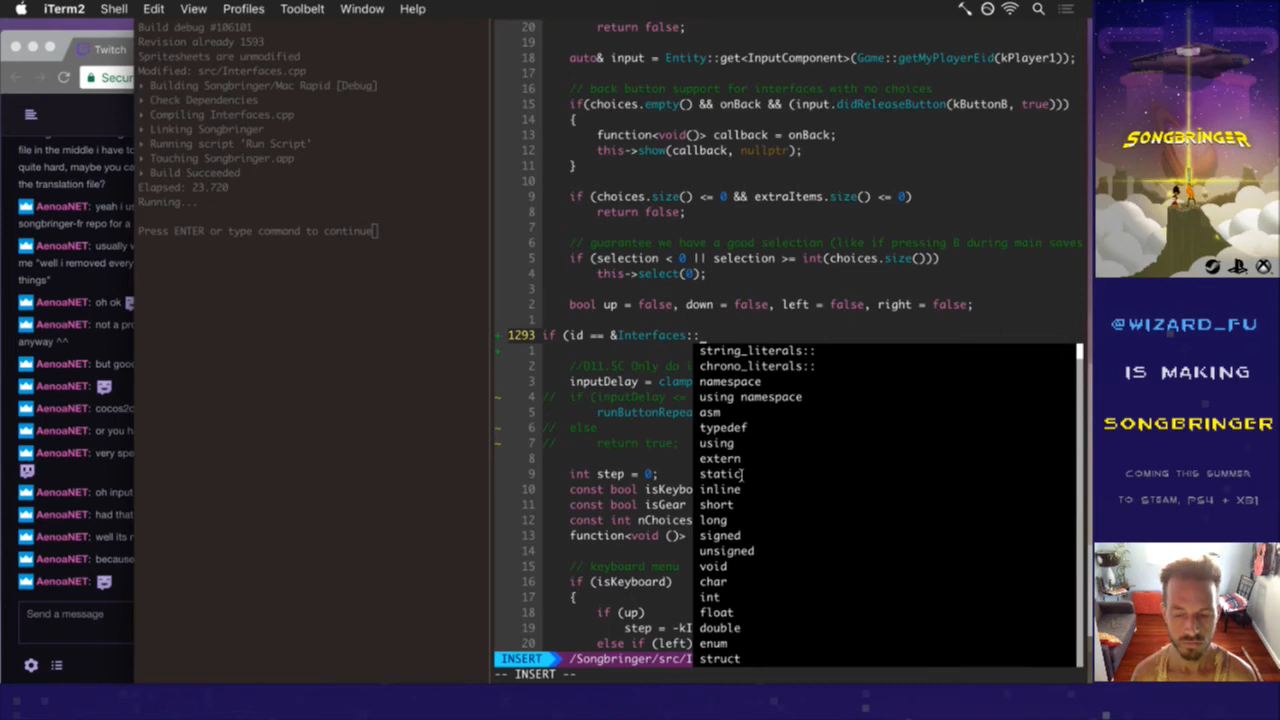 iTerm2 Shell Edit View Profiles Toolbelt Window Help
Twitch
Secur
file in the middle i have to
quite hard, maybe you ca
the translation file?
AenoaNET: yeah i u
songbringer-fr repo for a
AenoaNET: usually
me "well i removed every
things"
AenoaNET: oh ok
AenoaNET: not a pro
anyway ^^
AenoaNET: but good
AenoaNET:
AenoaNET: cocos2d
AenoaNET: or you h
AenoaNET: very spe
AenoaNET: oh input
AenoaNET: had that
AenoaNET: well its n
AenoaNET: because
AenoaNET:
Send a message
Build debug #106101
Revision already 1593
Spritesheets are unmodified
Modified: src/Interfaces.cpp
▸ Building Songbringer/Mac Rapid [Debug]
▸ Check Dependencies
▸ Compiling Interfaces.cpp
▸ Linking Songbringer
▸ Running script 'Run Script'
▸ Touching Songbringer.app
▸ Build Succeeded
Elapsed: 23.720
Running...
Press ENTER or type command to continue
20 return false;
19
18 auto& input = Entity::get<InputComponent>(Game::getMyPlayerEid(kPlayer1));
17
16 // back button support for interfaces with no choices
15 if(choices.empty() && onBack && (input.didReleaseButton(kButtonB, true)))
14 {
13 function<void()> callback = onBack;
12 this->show(callback, nullptr);
11 }
10
9 if (choices.size() <= 0 && extraItems.size() <= 0)
8 return false;
7
6 // guarantee we have a good selection (like if pressing B during main saves
5 if (selection < 0 || selection >= int(choices.size()))
4 this->select(0);
3
2 bool up = false, down = false, left = false, right = false;
1
+ 1293 if (id == &Interfaces::_
+ 1
2 //D11.5C Only do i
3 inputDelay = clamp
~ 4 // if (inputDelay <=
5 runButtonRepea
~ 6 // else
~ 7 // return true;
8
9 int step = 0;
10 const bool isKeybo
11 const bool isGear
12 const int nChoices
13 function<void ()>
14
15 // keyboard menu
16 if (isKeyboard)
17 {
18 if (up)
19 step = -kI
20 else if (left)
string_literals::
chrono_literals::
namespace
using namespace
asm
typedef
using
extern
static
inline
short
long
signed
unsigned
void
char
int
float
double
enum
struct
INSERT /Songbringer/src/I
-- INSERT --
SONGBRINGER
@WIZARD_FU
IS MAKING
SONGBRINGER
COMING THIS SUMMER
TO STEAM, PS4 + XB1